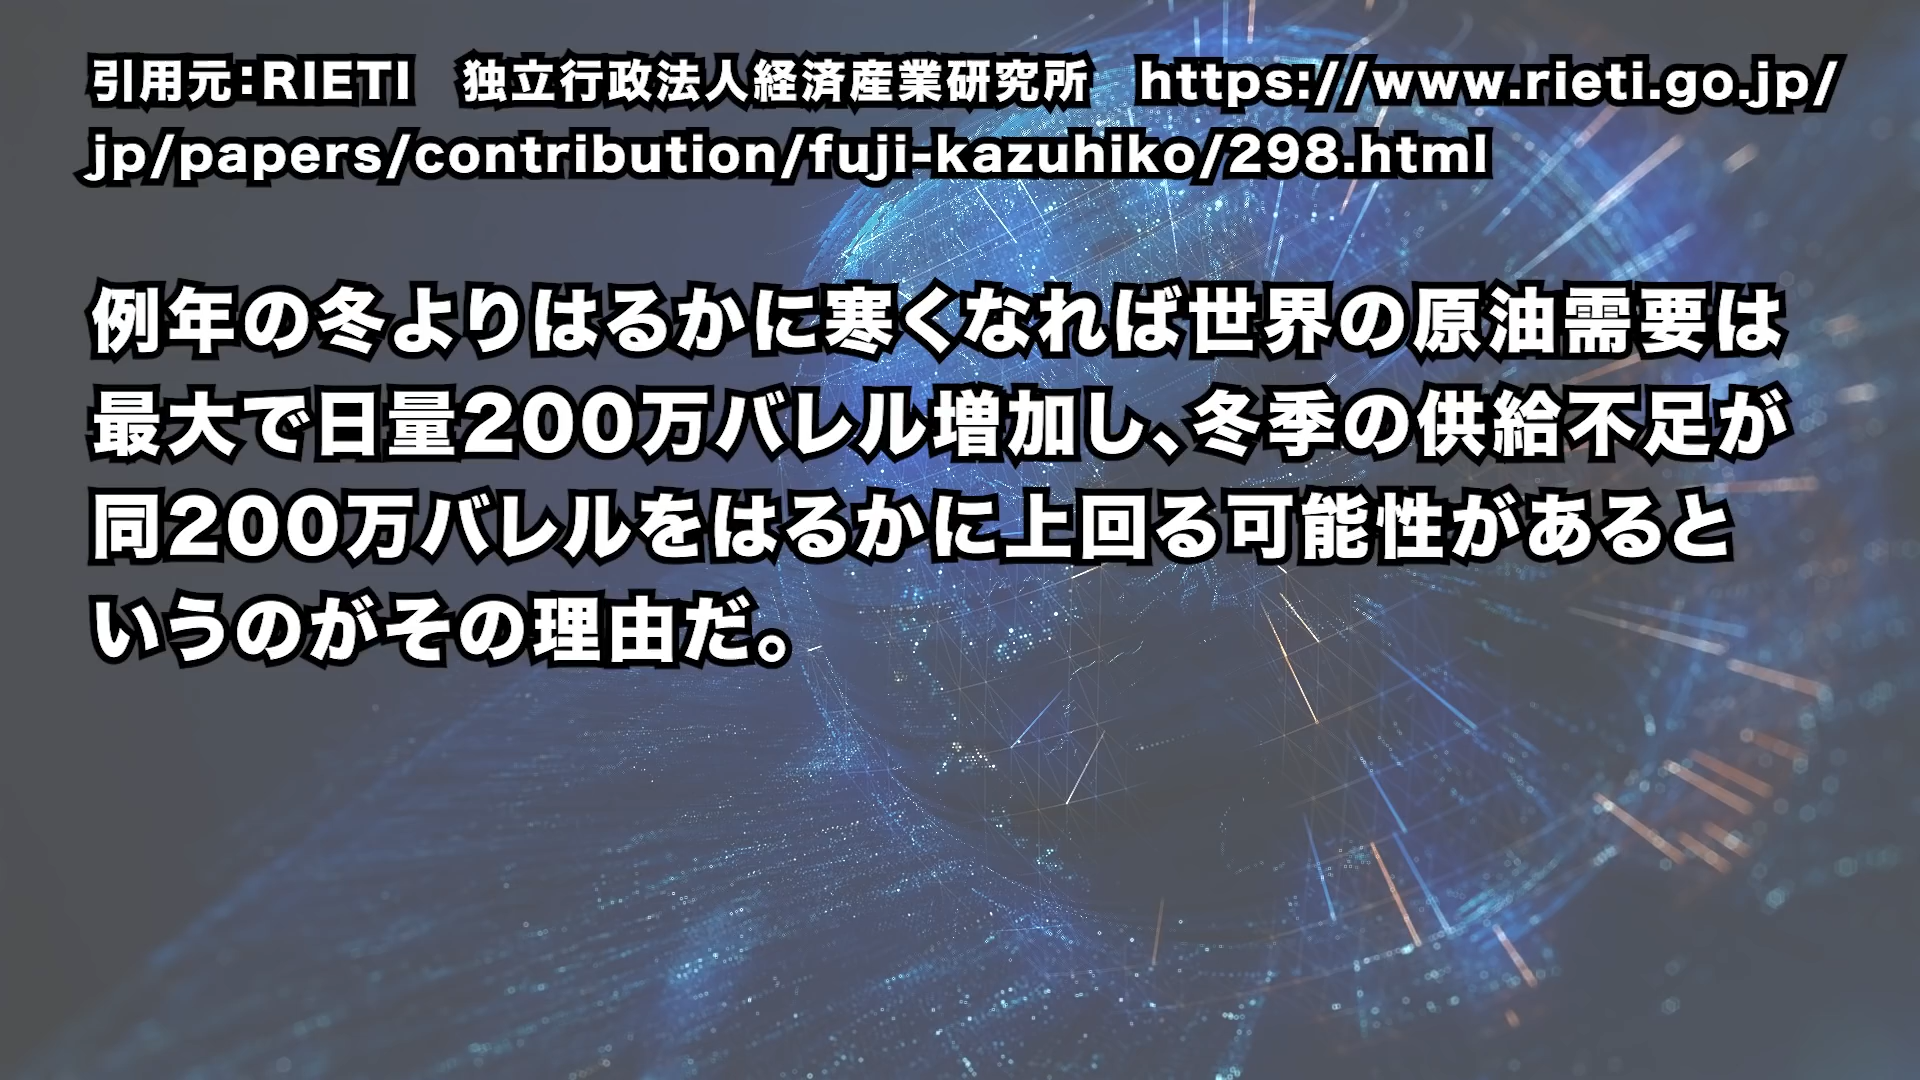 引用元：RIETI　独立行政法人経済産業研究所　https://www.rieti.go.jp/
jp/papers/contribution/fuji-kazuhiko/298.html
例年の冬よりはるかに寒くなれば世界の原油需要は
最大で日量200万バレル増加し、冬季の供給不足が
同200万バレルをはるかに上回る可能性があると
いうのがその理由だ。